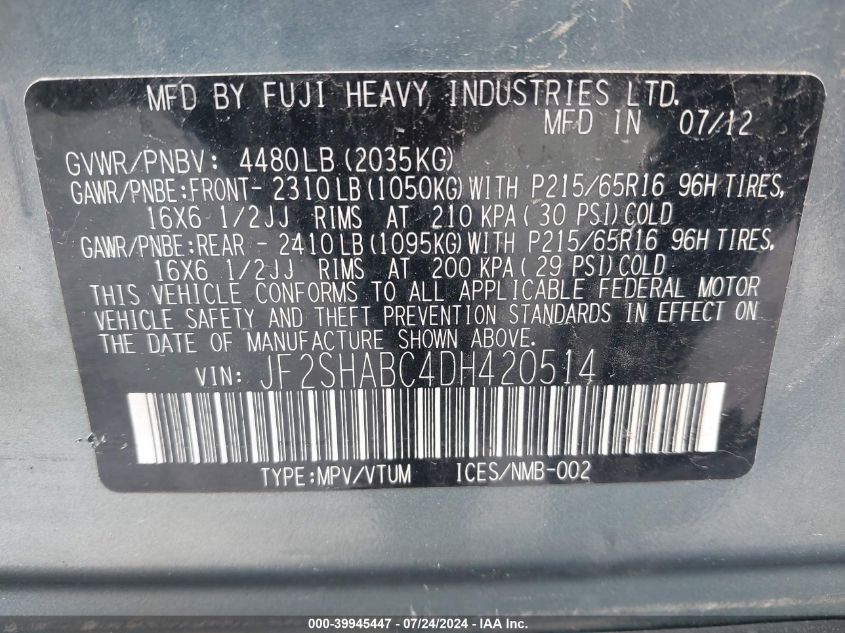 MFD BY FUJI HEAVY INDUSTRIES LTD.
MFD IN 07/12
GVWR/PNBV: 4480LB(2035KG)
GAWR/PNBE:FRONT- 2310LB(1050KG)WITH P215/65R16 96H TIRES,
16X6 1/2JJ RIMS AT 210 KPA(30 PSI)COLD
GAWR/PNBE:REAR - 2410LB(1095KG)WITH P215/65R16 96H TIRES,
16X6 1/2JJ RIMS AT 200 KPA(29 PSI)COLD
THIS VEHICLE CONFORMS TO ALL APPLICABLE FEDERAL MOTOR
VEHICLE SAFETY AND THEFT PREVENTION STANDARDS IN EFFECT ON
THE DATE OF MANUFACTURE SHOWN ABOVE.
VIN: JF2SHABC4DH420514
TYPE:MPV/VTUM ICES/NMB-002
000-39945447 - 07/24/2024 - IAA Inc.